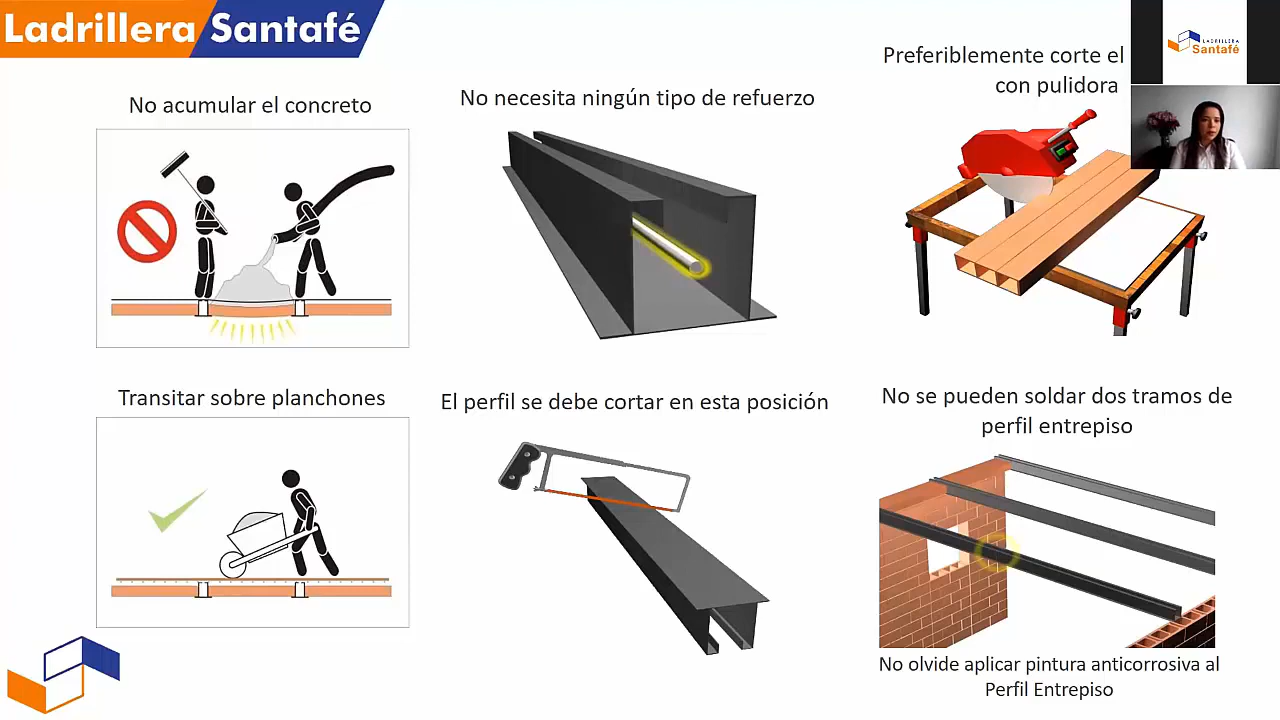 Ladrillera Santafé
No acumular el concreto
No necesita ningún tipo de refuerzo
Preferiblemente corte el
con pulidora
LADRILLERA
Santafé
Transitar sobre planchones
El perfil se debe cortar en esta posición
No se pueden soldar dos tramos de
perfil entrepiso
No olvide aplicar pintura anticorrosiva al
Perfil Entrepiso